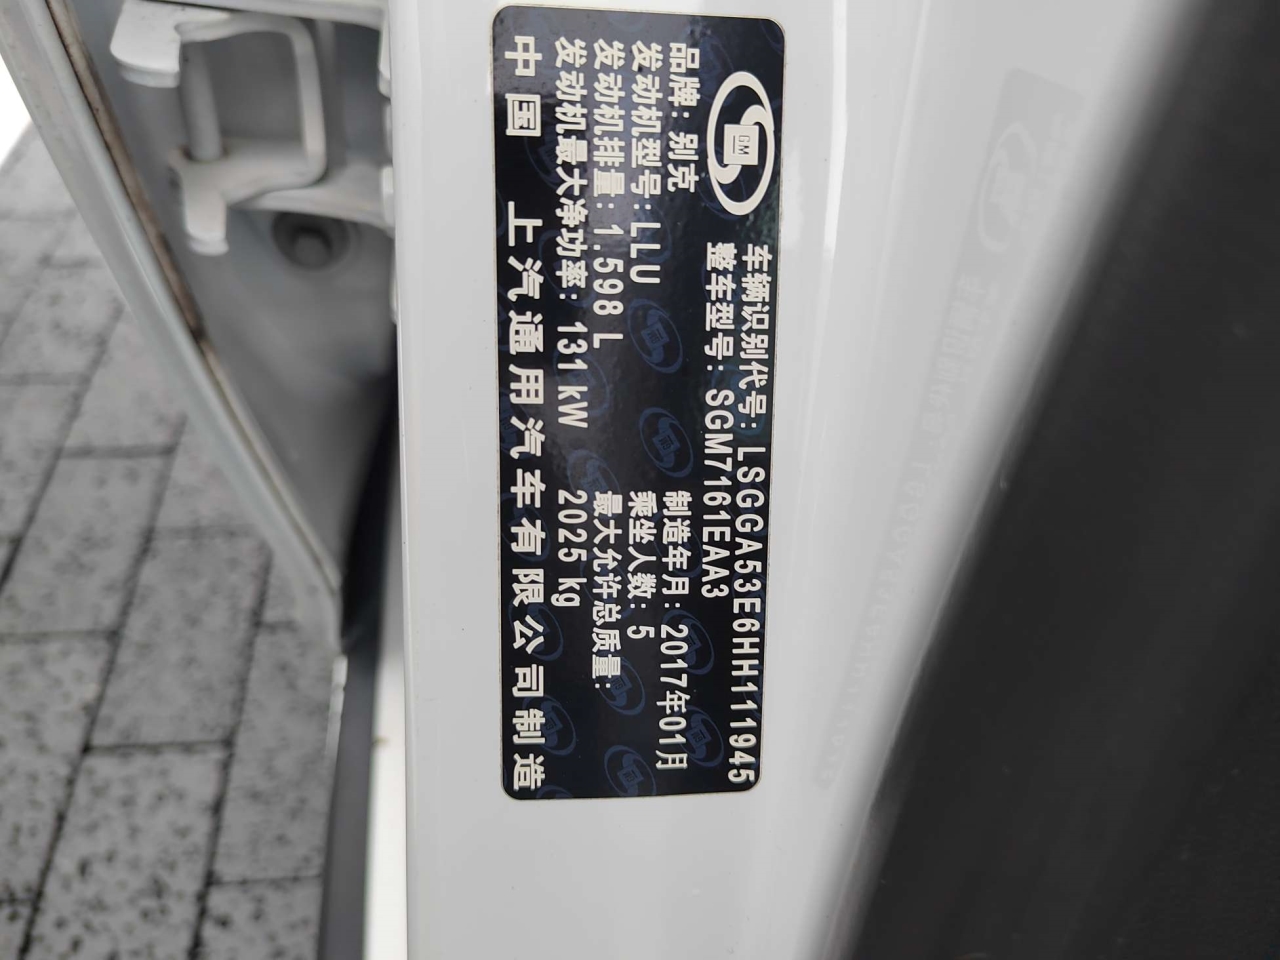 GM
车辆识别代号: LSGGA53E6HH111945
整车型号: SGM7161EAA3
品牌: 别克
制造年月: 2017年01月
发动机型号: LLU
乘坐人数: 5
发动机排量: 1.598 L
最大允许总质量:
发动机最大净功率: 131 kW
2025 kg
中国 上汽通用汽车有限公司制造